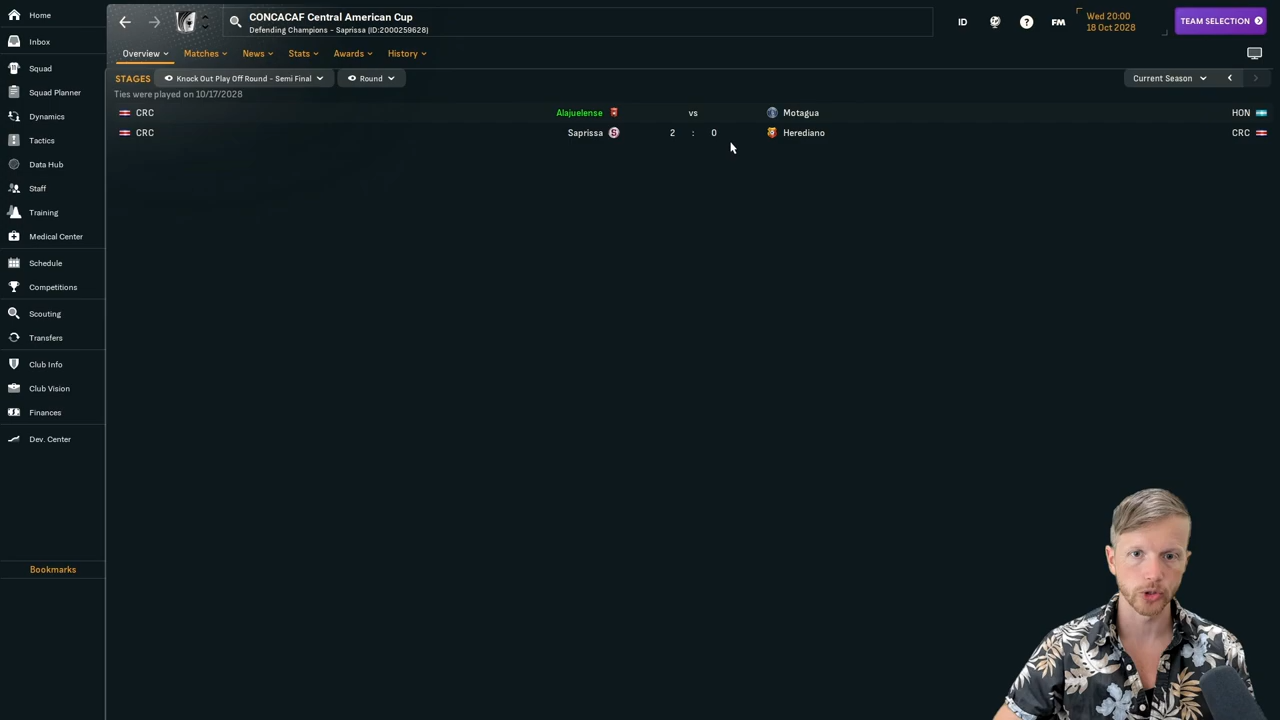 Home
Inbox
Squad
Squad Planner
Dynamics
Tactics
Data Hub
Staff
Training
Medical Center
Schedule
Competitions
Scouting
Transfers
Club Info
Club Vision
Finances
Dev. Center
Bookmarks
CONCACAF Central American Cup
Defending Champions - Saprissa (ID:2000259628)
ID
?
FM
Wed 20:00
18 Oct 2028
TEAM SELECTION
Overview Matches News Stats Awards History
STAGES Knock Out Play Off Round - Semi Final Round Current Season
Ties were played on 10/17/2028
CRC Alajuelense vs Motagua HON
CRC Saprissa S 2 : 0 Herediano CRC